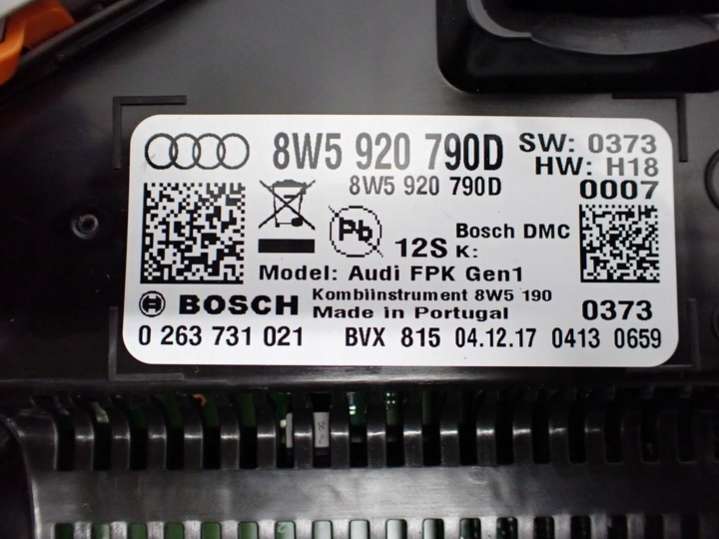 8W5 920 790D
SW: 0373
HW: H18
8W5 920 790D
0007
Pb
12S
Bosch DMC
K:
Model: Audi FPK Gen1
BOSCH
Kombiinstrument 8W5 190
Made in Portugal
0373
0 263 731 021 BVX 815 04.12.17 0413 0659